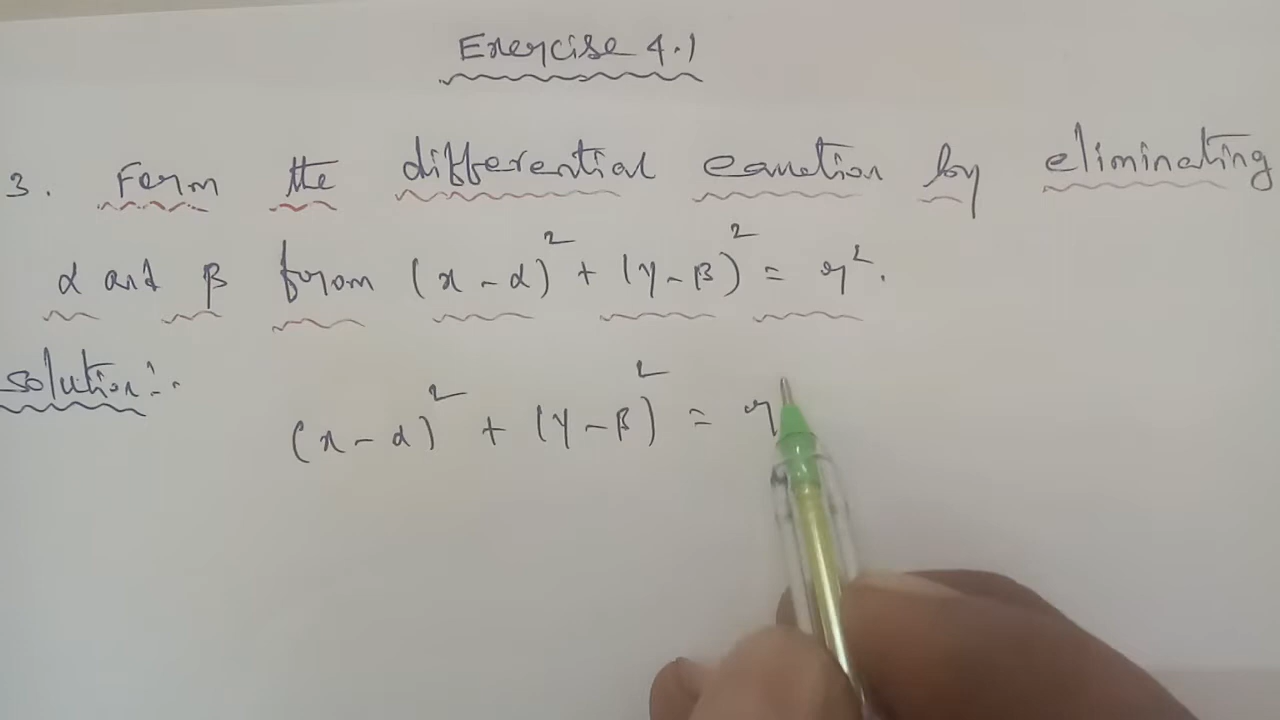 Exercise 4.1
3. Form the differential equation by eliminating
α and β from (x - α)² + (y - β)² = r².
Solution:-
(x - α)² + (y - β)² = r